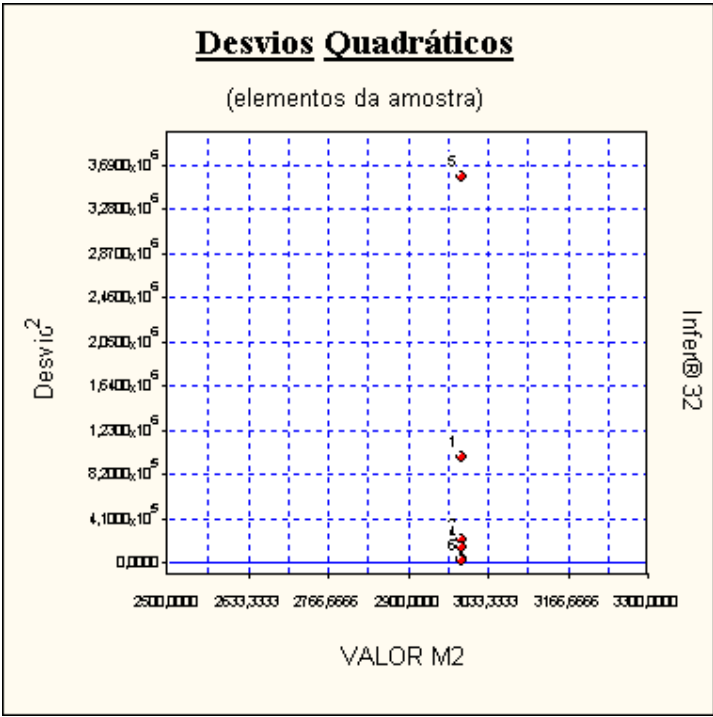 Desvios Quadráticos
(elementos da amostra)
3,6900x10^6
3,2800x10^6
2,8700x10^6
2,4600x10^6
2,0500x10^6
1,6400x10^6
1,2300x10^6
8,2000x10^5
4,1000x10^5
0,0000
Desvio²
5
1
6
Infer® 32
2500,0000 2633,3333 2766,6666 2900,0000 3033,3333 3166,6666 3300,0000
VALOR M2